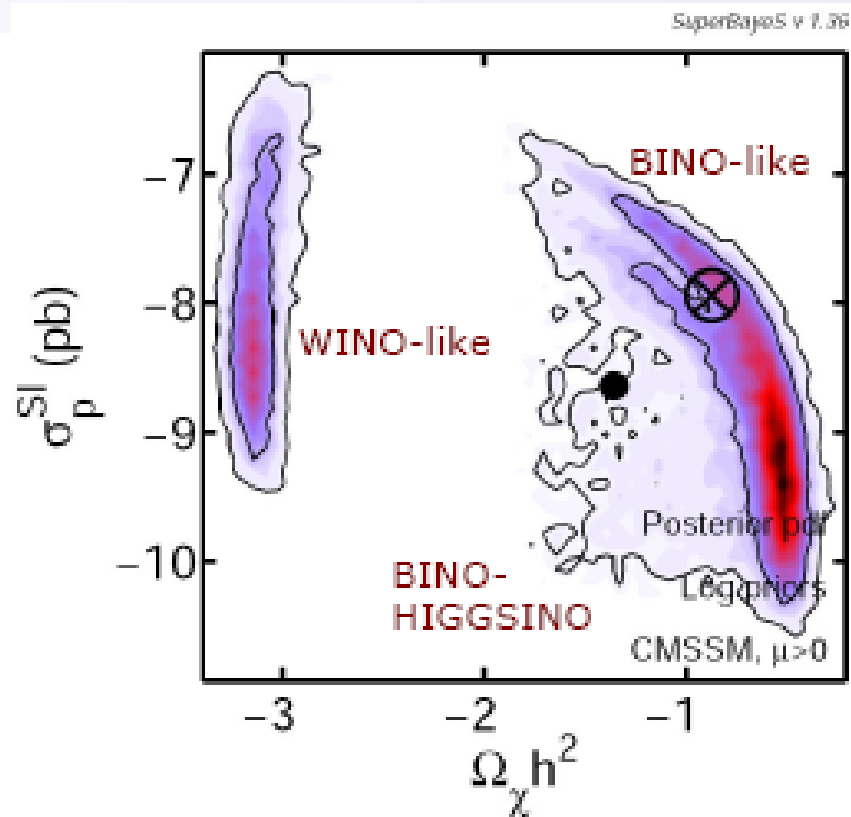 SuperBayeS v 1.36
BINO-like
−7
−8
WINO-like
−9
Posterior pdf
−10
BINO-
HIGGSINO
Log priors
CMSSM, μ>0
−3
−2
−1
σ_p^SI (pb)
Ω_χ h²